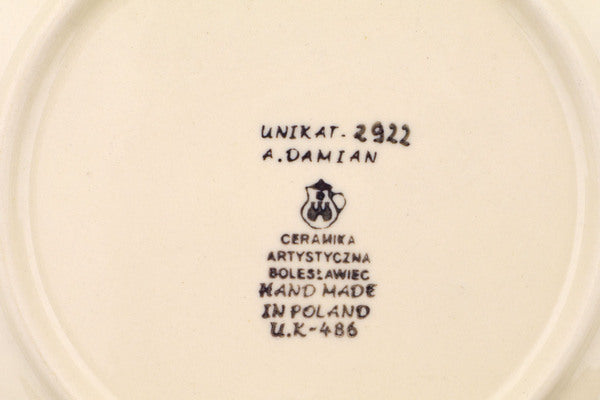 UNIKAT- 2922
A.DAMIAN
CERAMIKA
ARTYSTYCZNA
BOLESŁAWIEC
HAND MADE
IN POLAND
U.K-486